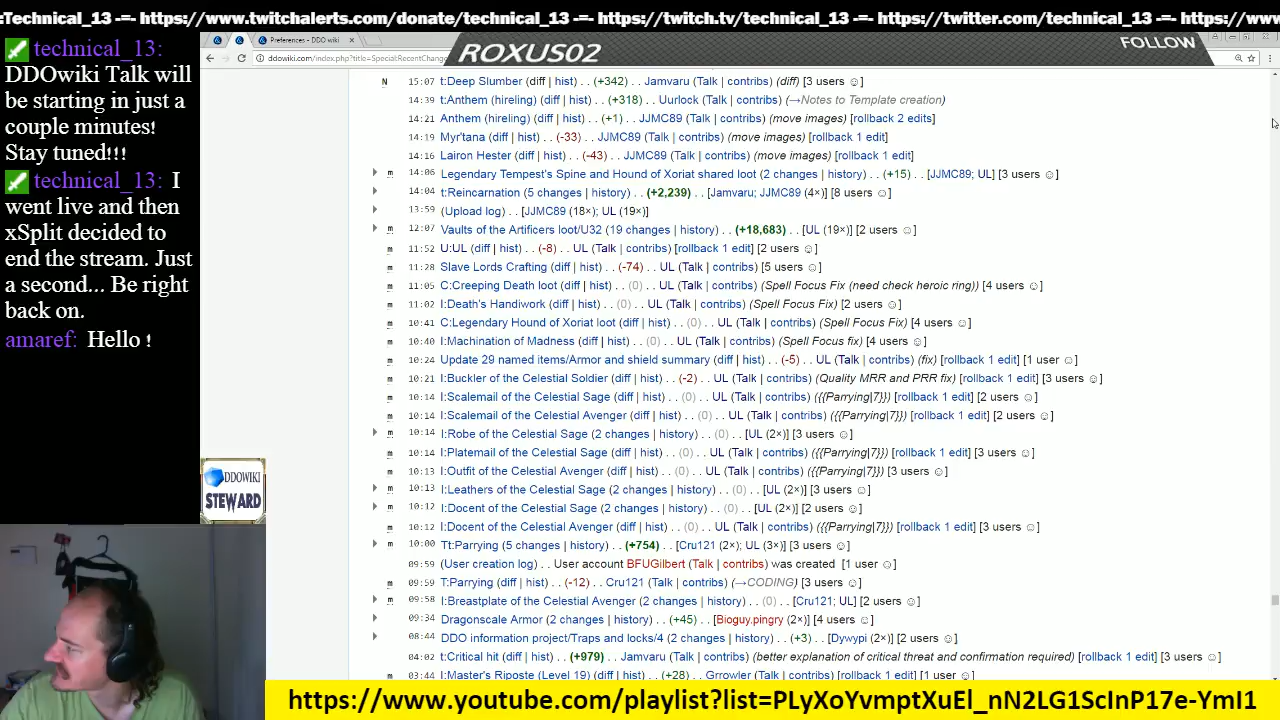 :Technical_13 -=- https://www.twitchalerts.com/donate/technical_13 -=- https://twitch.tv/technical_13 -=- https://twitter.com/technical_13 -=- https://www
technical_13:
DDOwiki Talk will
be starting in just a
couple minutes!
Stay tuned!!!
technical_13: I
went live and then
xSplit decided to
end the stream. Just
a second... Be right
back on.
amaref: Hello !
Preferences - DDO wiki
ROXUS02
FOLLOW
ddowiki.com/index.php?title=Special:RecentChang
N 15:07 t:Deep Slumber (diff | hist) . . (+342) . . Jamvaru (Talk | contribs) (diff) [3 users ☺]
14:39 t:Anthem (hireling) (diff | hist) . . (+318) . . Uurlock (Talk | contribs) (→Notes to Template creation)
14:21 Anthem (hireling) (diff | hist) . . (+1) . . JJMC89 (Talk | contribs) (move images) [rollback 2 edits]
14:19 Myr'tana (diff | hist) . . (-33) . . JJMC89 (Talk | contribs) (move images) [rollback 1 edit]
14:16 Lairon Hester (diff | hist) . . (-43) . . JJMC89 (Talk | contribs) (move images) [rollback 1 edit]
m 14:06 Legendary Tempest's Spine and Hound of Xoriat shared loot (2 changes | history) . . (+15) . . [JJMC89; UL] [3 users ☺]
14:04 t:Reincarnation (5 changes | history) . . (+2,239) . . [Jamvaru; JJMC89 (4×)] [8 users ☺]
13:59 (Upload log) . . [JJMC89 (18×); UL (19×)]
m 12:07 Vaults of the Artificers loot/U32 (19 changes | history) . . (+18,683) . . [UL (19×)] [2 users ☺]
m 11:52 U:UL (diff | hist) . . (-8) . . UL (Talk | contribs) [rollback 1 edit] [2 users ☺]
m 11:28 Slave Lords Crafting (diff | hist) . . (-74) . . UL (Talk | contribs) [5 users ☺]
m 11:05 C:Creeping Death loot (diff | hist) . . (0) . . UL (Talk | contribs) (Spell Focus Fix (need check heroic ring)) [4 users ☺]
m 11:02 I:Death's Handiwork (diff | hist) . . (0) . . UL (Talk | contribs) (Spell Focus Fix) [2 users ☺]
m 10:41 C:Legendary Hound of Xoriat loot (diff | hist) . . (0) . . UL (Talk | contribs) (Spell Focus Fix) [4 users ☺]
m 10:40 I:Machination of Madness (diff | hist) . . (0) . . UL (Talk | contribs) (Spell Focus fix) [4 users ☺]
m 10:24 Update 29 named items/Armor and shield summary (diff | hist) . . (-5) . . UL (Talk | contribs) (fix) [rollback 1 edit] [1 user ☺]
m 10:21 I:Buckler of the Celestial Soldier (diff | hist) . . (-2) . . UL (Talk | contribs) (Quality MRR and PRR fix) [rollback 1 edit] [3 users ☺]
m 10:14 I:Scalemail of the Celestial Sage (diff | hist) . . (0) . . UL (Talk | contribs) ({{Parrying|7}) [rollback 1 edit] [2 users ☺]
m 10:14 I:Scalemail of the Celestial Avenger (diff | hist) . . (0) . . UL (Talk | contribs) ({{Parrying|7}) [rollback 1 edit] [2 users ☺]
m 10:14 I:Robe of the Celestial Sage (2 changes | history) . . (0) . . [UL (2×)] [3 users ☺]
m 10:14 I:Platemail of the Celestial Sage (diff | hist) . . (0) . . UL (Talk | contribs) ({{Parrying|7}) [rollback 1 edit] [3 users ☺]
m 10:13 I:Outfit of the Celestial Avenger (diff | hist) . . (0) . . UL (Talk | contribs) ({{Parrying|7}) [3 users ☺]
m 10:13 I:Leathers of the Celestial Sage (2 changes | history) . . (0) . . [UL (2×)] [3 users ☺]
m 10:12 I:Docent of the Celestial Sage (2 changes | history) . . (0) . . [UL (2×)] [2 users ☺]
m 10:12 I:Docent of the Celestial Avenger (diff | hist) . . (0) . . UL (Talk | contribs) ({{Parrying|7}) [rollback 1 edit] [3 users ☺]
m 10:00 Tt:Parrying (5 changes | history) . . (+754) . . [Cru121 (2×); UL (3×)] [3 users ☺]
09:59 (User creation log) . . User account BFUGilbert (Talk | contribs) was created [1 user ☺]
m 09:59 T:Parrying (diff | hist) . . (-12) . . Cru121 (Talk | contribs) (→CODING) [3 users ☺]
m 09:58 I:Breastplate of the Celestial Avenger (2 changes | history) . . (0) . . [Cru121; UL] [2 users ☺]
09:34 Dragonscale Armor (2 changes | history) . . (+45) . . [Bioguy.pingry (2×)] [4 users ☺]
08:44 DDO information project/Traps and locks/4 (2 changes | history) . . (+3) . . [Dywypi (2×)] [2 users ☺]
04:02 t:Critical hit (diff | hist) . . (+979) . . Jamvaru (Talk | contribs) (better explanation of critical threat and confirmation required) [rollback 1 edit] [3 users ☺]
03:44 I:Master's Riposte (Level 19) (diff | hist) . . (+28) . . Grrowler (Talk | contribs) [rollback 1 edit] [1 user ☺]
DDOWIKI
STEWARD
https://www.youtube.com/playlist?list=PLyXoYvmptXuEl_nN2LG1ScInP17e-YmI1